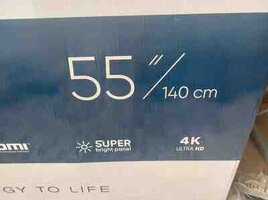 55″/140 cm
SUPER
bright panel
4K
ULTRA HD
GY TO LIFE